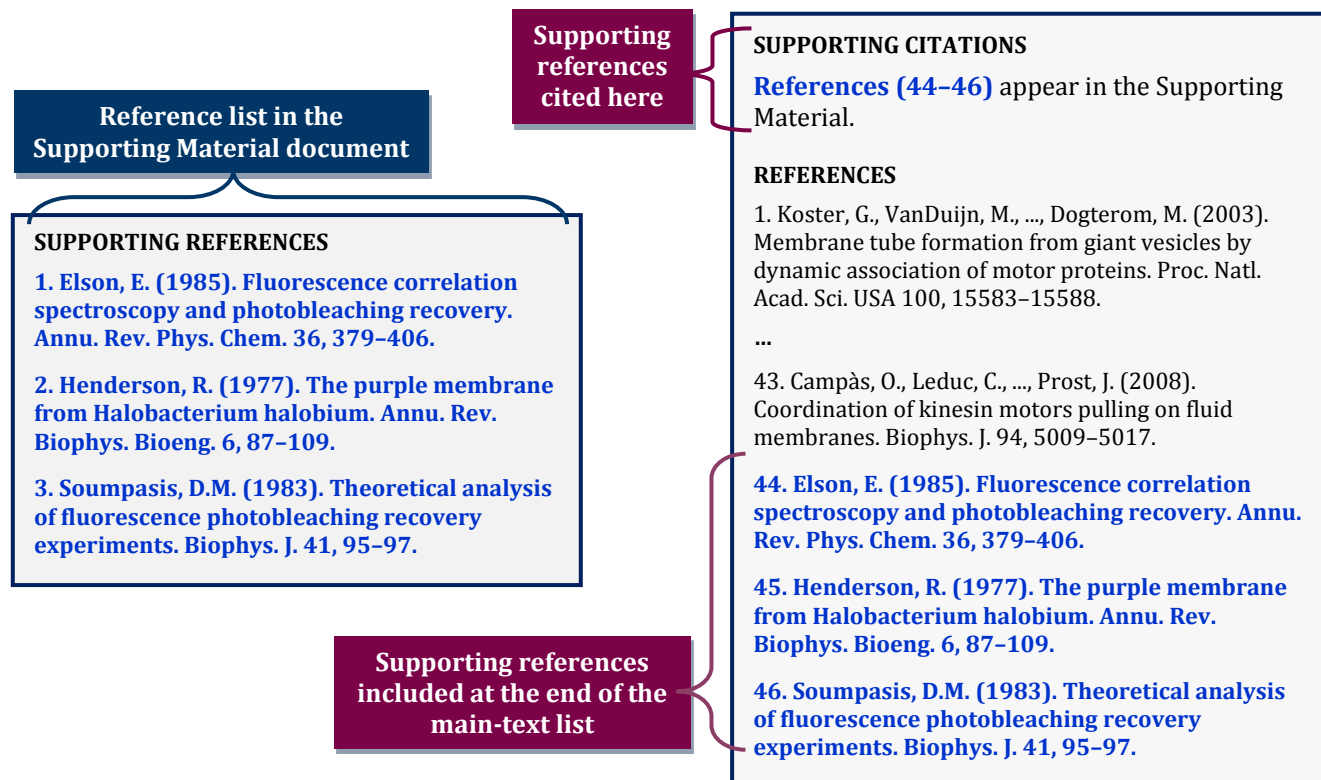 Reference list in the
Supporting Material document
SUPPORTING REFERENCES
1. Elson, E. (1985). Fluorescence correlation
spectroscopy and photobleaching recovery.
Annu. Rev. Phys. Chem. 36, 379–406.
2. Henderson, R. (1977). The purple membrane
from Halobacterium halobium. Annu. Rev.
Biophys. Bioeng. 6, 87–109.
3. Soumpasis, D.M. (1983). Theoretical analysis
of fluorescence photobleaching recovery
experiments. Biophys. J. 41, 95–97.
Supporting
references
cited here
SUPPORTING CITATIONS
References (44–46) appear in the Supporting
Material.
REFERENCES
1. Koster, G., VanDuijn, M., ..., Dogterom, M. (2003).
Membrane tube formation from giant vesicles by
dynamic association of motor proteins. Proc. Natl.
Acad. Sci. USA 100, 15583–15588.
...
43. Campàs, O., Leduc, C., ..., Prost, J. (2008).
Coordination of kinesin motors pulling on fluid
membranes. Biophys. J. 94, 5009–5017.
44. Elson, E. (1985). Fluorescence correlation
spectroscopy and photobleaching recovery. Annu.
Rev. Phys. Chem. 36, 379–406.
45. Henderson, R. (1977). The purple membrane
from Halobacterium halobium. Annu. Rev.
Biophys. Bioeng. 6, 87–109.
46. Soumpasis, D.M. (1983). Theoretical analysis
of fluorescence photobleaching recovery
experiments. Biophys. J. 41, 95–97.
Supporting references
included at the end of the
main-text list